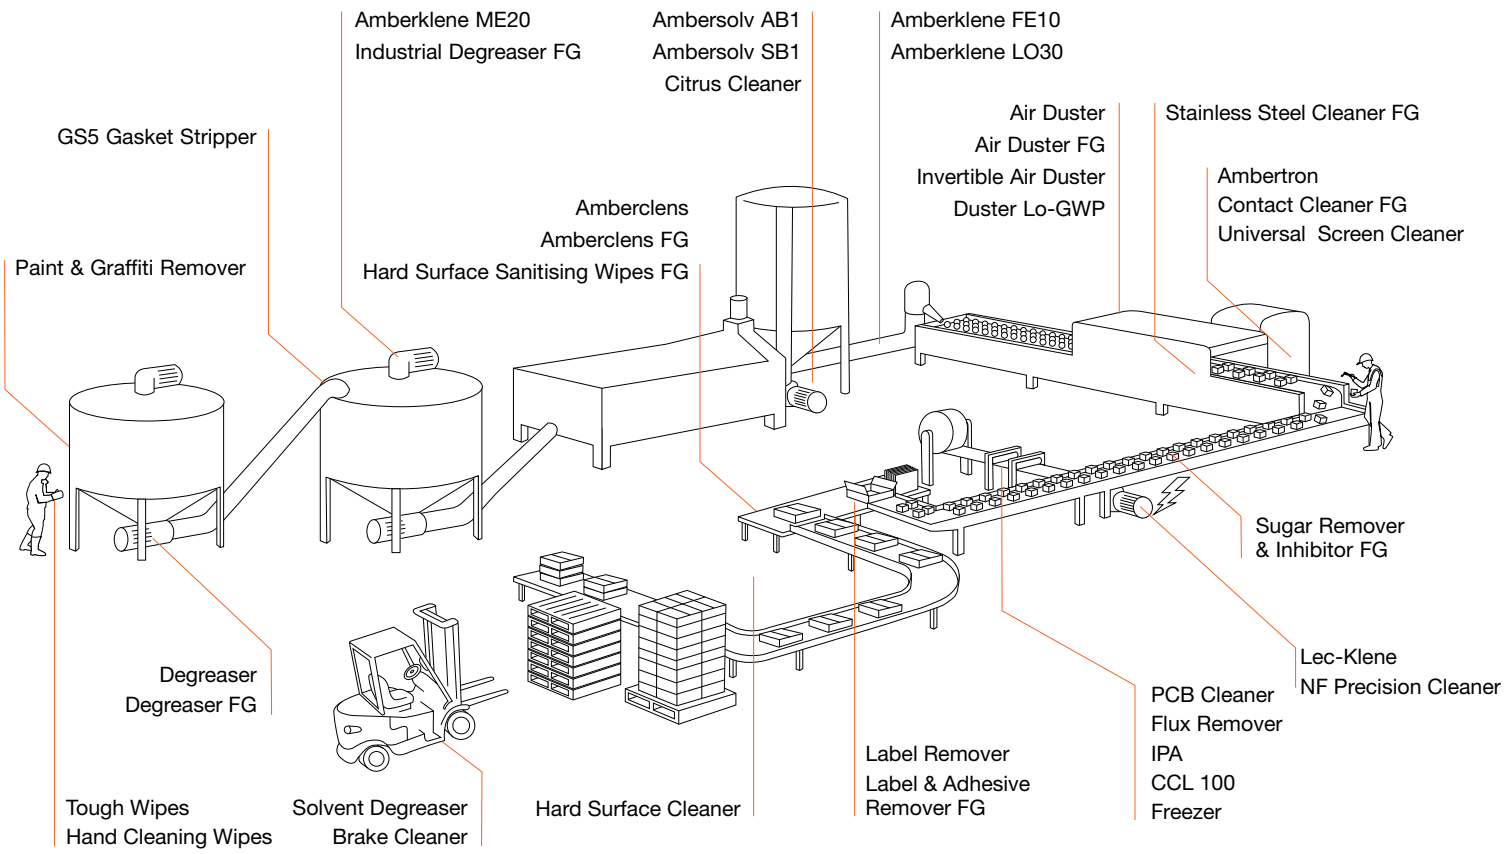 Amberklene ME20
Industrial Degreaser FG
Ambersolv AB1
Ambersolv SB1
Citrus Cleaner
Amberklene FE10
Amberklene LO30
Air Duster
Air Duster FG
Invertible Air Duster
Duster Lo-GWP
Stainless Steel Cleaner FG
GS5 Gasket Stripper
Ambertron
Contact Cleaner FG
Universal Screen Cleaner
Amberclens
Amberclens FG
Hard Surface Sanitising Wipes FG
Paint & Graffiti Remover
Sugar Remover
& Inhibitor FG
Degreaser
Degreaser FG
Lec-Klene
NF Precision Cleaner
PCB Cleaner
Flux Remover
IPA
CCL 100
Freezer
Label Remover
Label & Adhesive
Remover FG
Tough Wipes
Hand Cleaning Wipes
Solvent Degreaser
Brake Cleaner
Hard Surface Cleaner